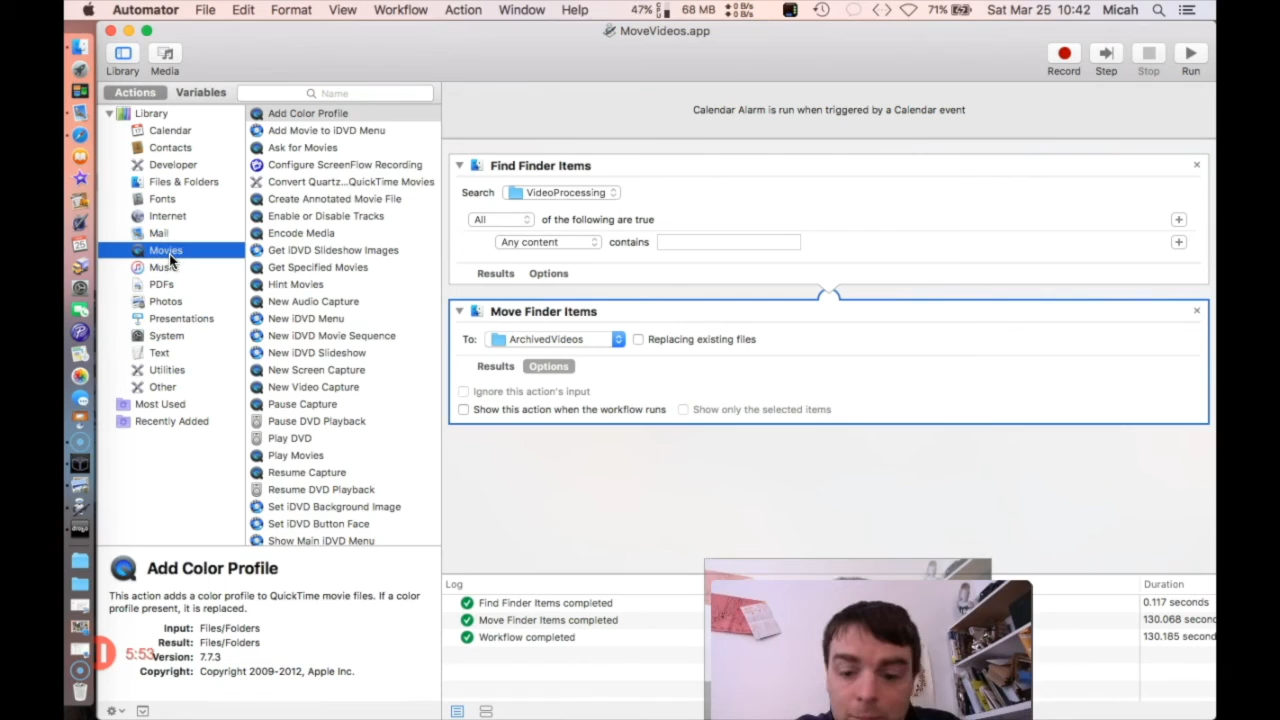 Automator File Edit Format View Workflow Action Window Help 47% 68 MB 0 B/s 0 B/s 71% Sat Mar 25 10:42 Micah
MoveVideos.app
Library Media Record Step Stop Run
Actions Variables Name
Library
Calendar
Contacts
Developer
Files & Folders
Fonts
Internet
Mail
Movies
PDFs
Photos
Presentations
System
Text
Utilities
Other
Most Used
Recently Added
Add Color Profile
Add Movie to iDVD Menu
Ask for Movies
Configure ScreenFlow Recording
Convert Quartz...QuickTime Movies
Create Annotated Movie File
Enable or Disable Tracks
Encode Media
Get iDVD Slideshow Images
Get Specified Movies
Hint Movies
New Audio Capture
New iDVD Menu
New iDVD Movie Sequence
New iDVD Slideshow
New Screen Capture
New Video Capture
Pause Capture
Pause DVD Playback
Play DVD
Play Movies
Resume Capture
Resume DVD Playback
Set iDVD Background Image
Set iDVD Button Face
Show Main iDVD Menu
Calendar Alarm is run when triggered by a Calendar event
Find Finder Items
Search VideoProcessing
All of the following are true
Any content contains
Results Options
Move Finder Items
To: ArchivedVideos Replacing existing files
Results Options
Ignore this action's input
Show this action when the workflow runs Show only the selected items
Add Color Profile
This action adds a color profile to QuickTime movie files. If a color
profile present, it is replaced.
Input: Files/Folders
Result: Files/Folders
Version: 7.7.3
Copyright: Copyright 2009-2012, Apple Inc.
5:53
Log Duration
Find Finder Items completed 0.117 seconds
Move Finder Items completed 130.068 seconds
Workflow completed 130.185 seconds